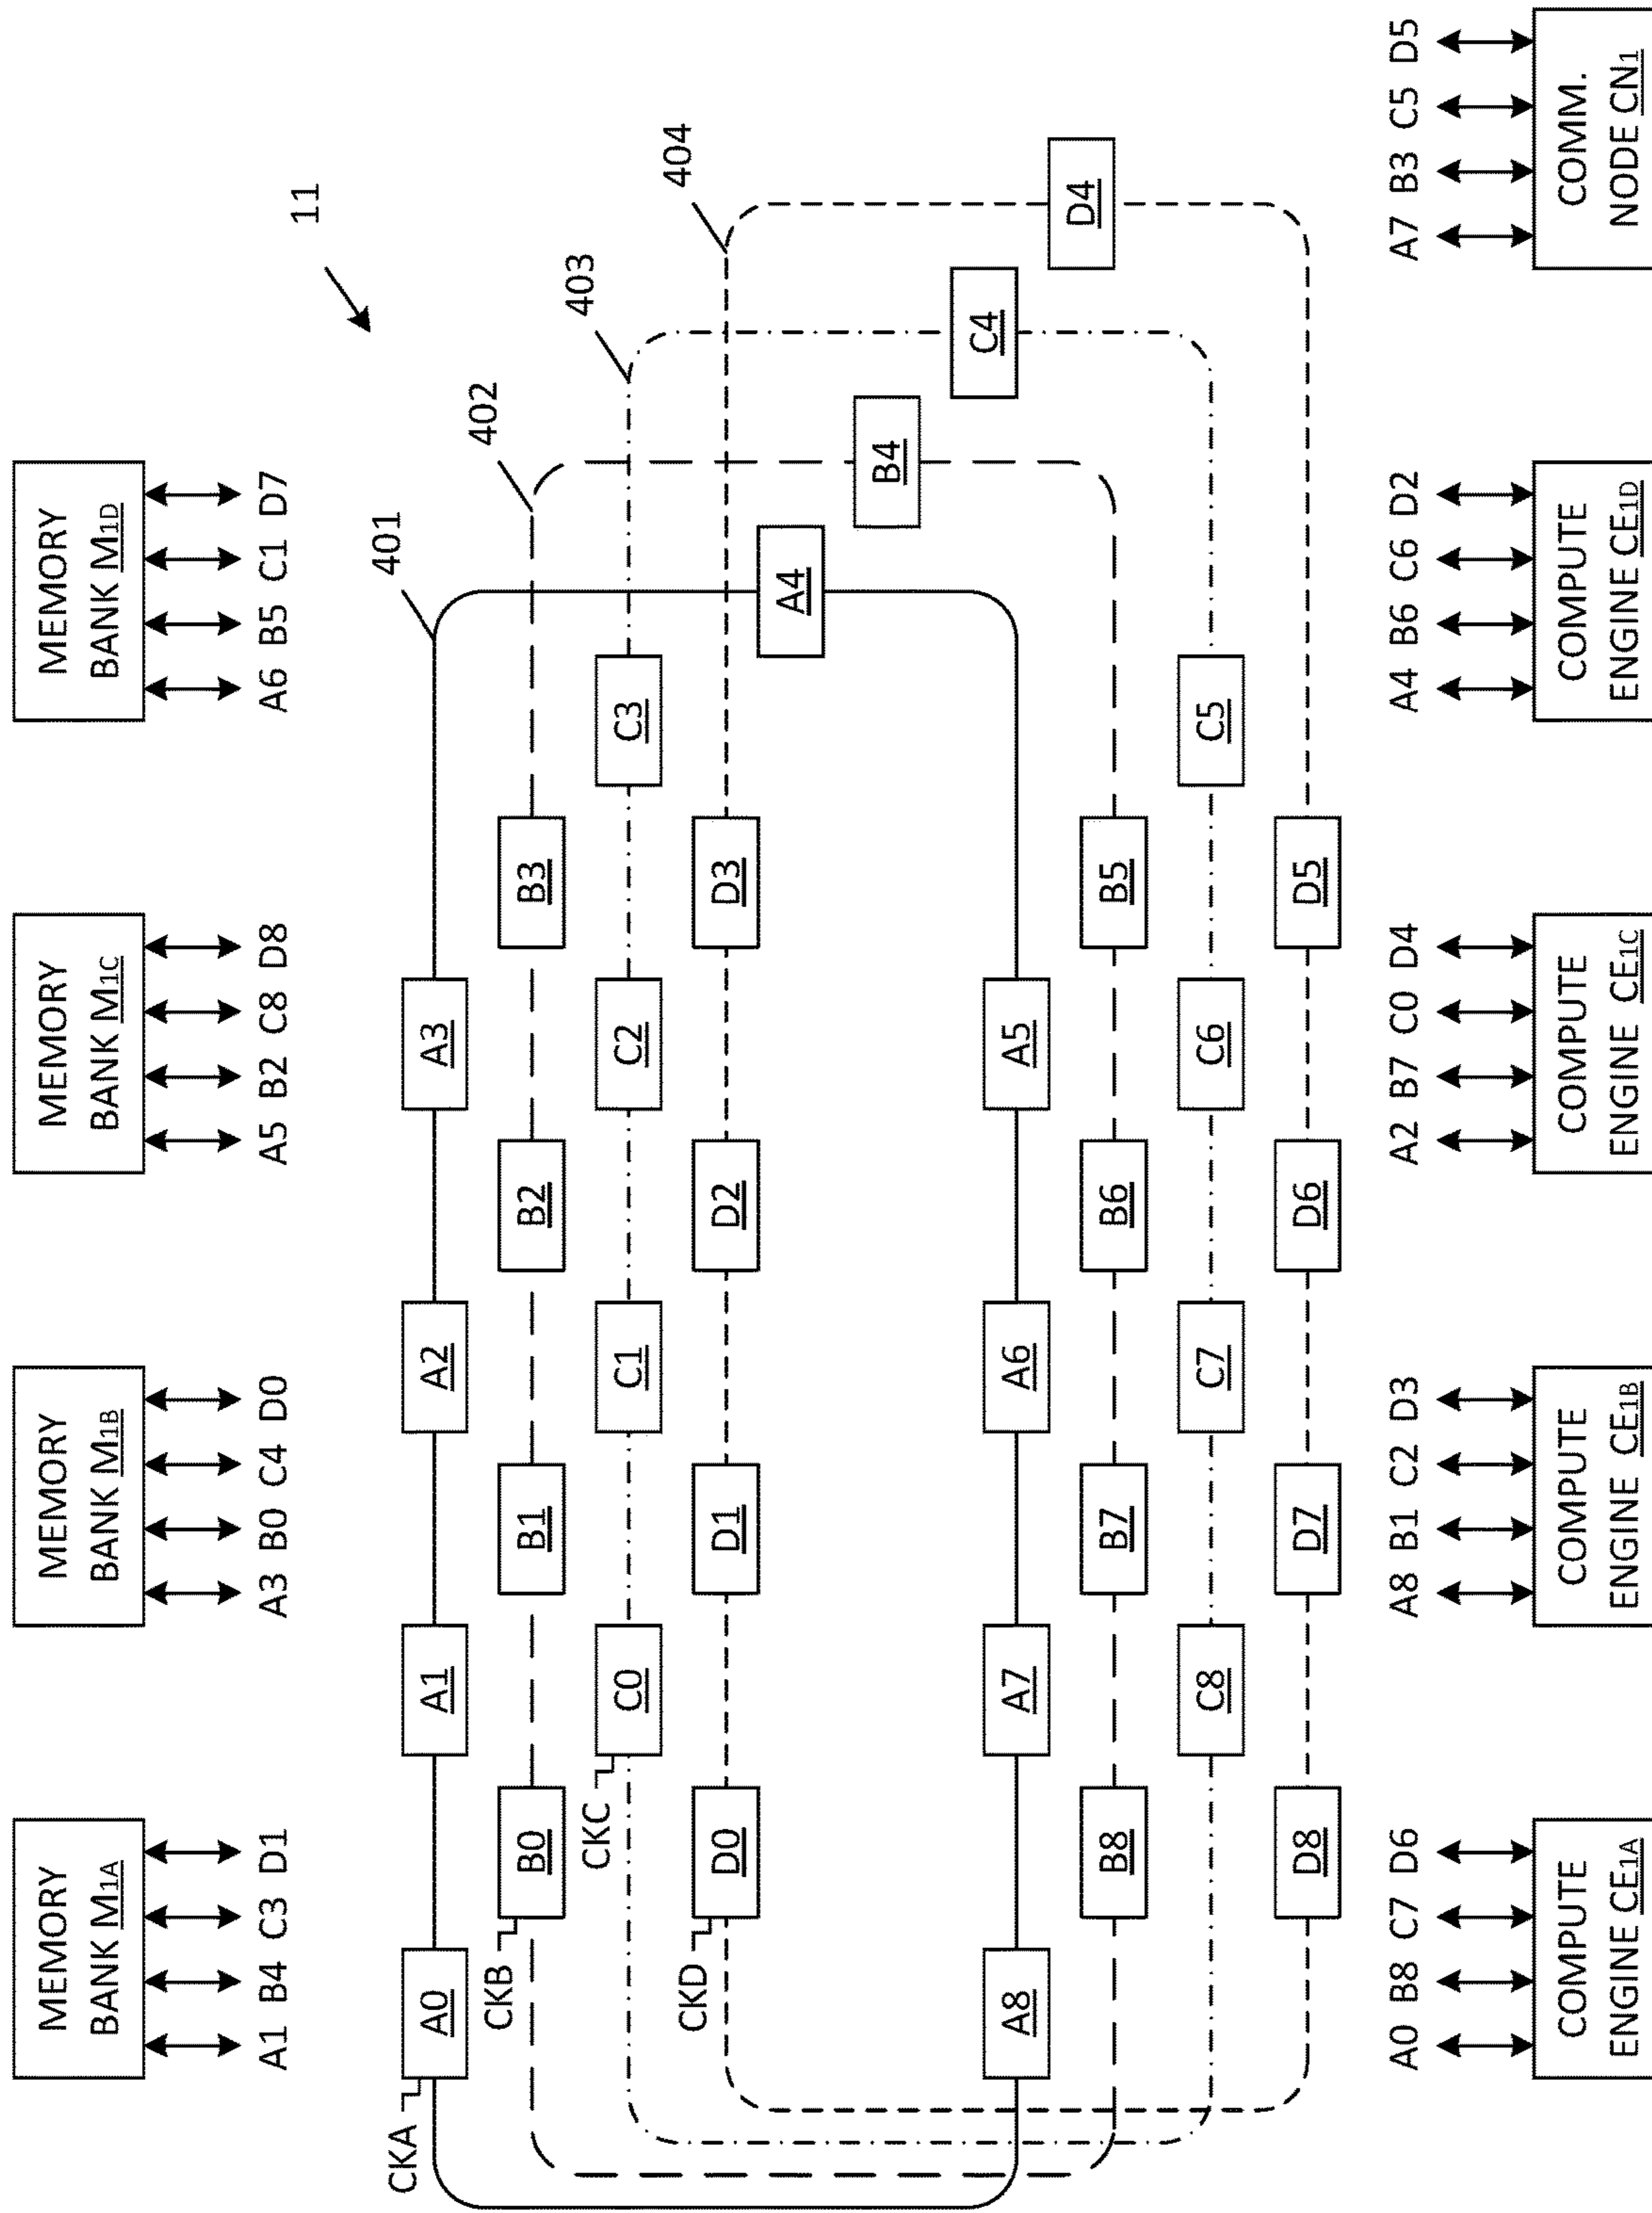 11
MEMORY
BANK M1A
A1 B4 C3 D1
MEMORY
BANK M1B
A3 B0 C4 D0
MEMORY
BANK M1C
A5 B2 C8 D8
MEMORY
BANK M1D
A6 B5 C1 D7
401
402
403
404
CKA
A0 A1 A2 A3
CKB
B0 B1 B2 B3
CKC
C0 C1 C2 C3
CKD
D0 D1 D2 D3
A4
B4
C4
D4
A8 A7 A6 A5
B8 B7 B6 B5
C8 C7 C6 C5
D8 D7 D6 D5
A0 B8 C7 D6
COMPUTE
ENGINE CE1A
A8 B1 C2 D3
COMPUTE
ENGINE CE1B
A2 B7 C0 D4
COMPUTE
ENGINE CE1C
A4 B6 C6 D2
COMPUTE
ENGINE CE1D
A7 B3 C5 D5
COMM.
NODE CN1